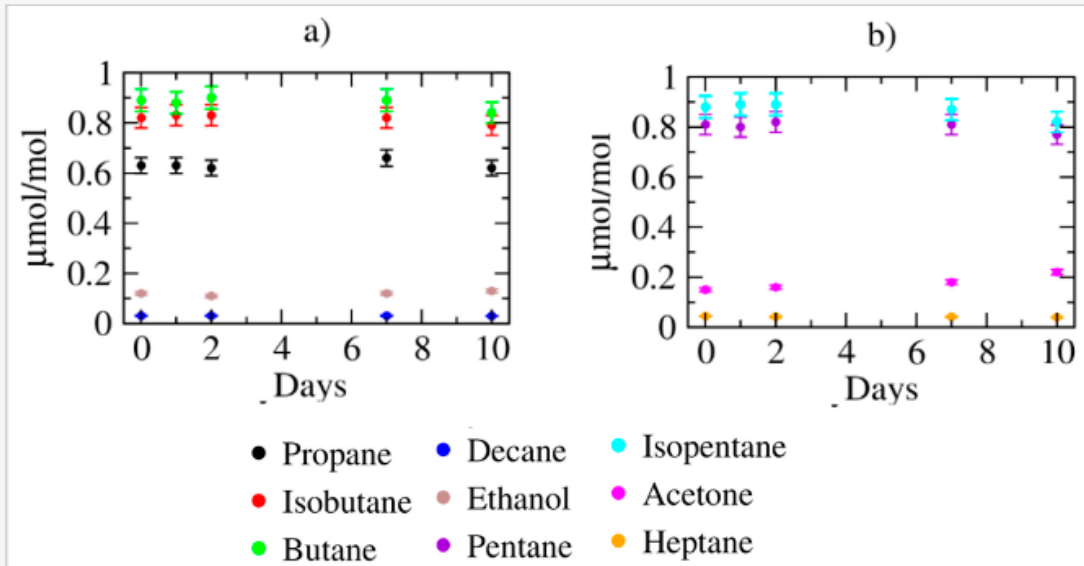 a)
b)
1
0.8
0.6
0.4
0.2
0
μmol/mol
0 2 4 6 8 10
Days
1
0.8
0.6
0.4
0.2
0
μmol/mol
0 2 4 6 8 10
Days
Propane Decane Isopentane
Isobutane Ethanol Acetone
Butane Pentane Heptane